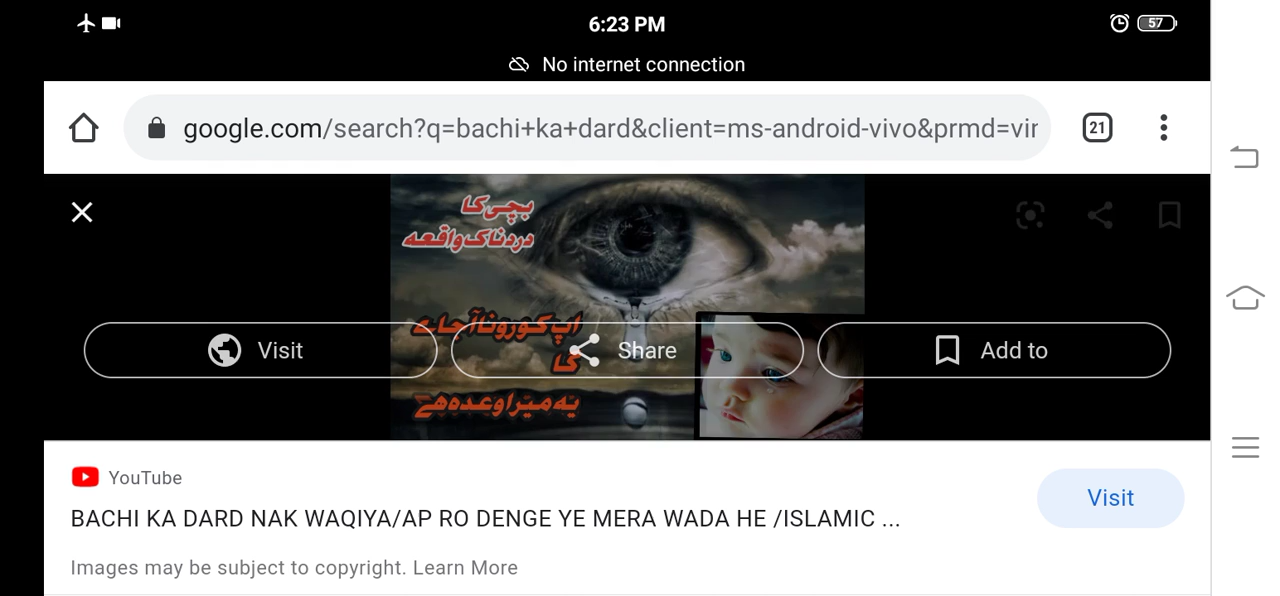 6:23 PM
57
No internet connection
google.com/search?q=bachi+ka+dard&client=ms-android-vivo&prmd=vir
21
بچی کا
دردناک واقعہ
اپ کو رونا آجاے
گا
یہ میرا وعدہ ھے
Visit
Share
Add to
YouTube
BACHI KA DARD NAK WAQIYA/AP RO DENGE YE MERA WADA HE /ISLAMIC ...
Visit
Images may be subject to copyright. Learn More